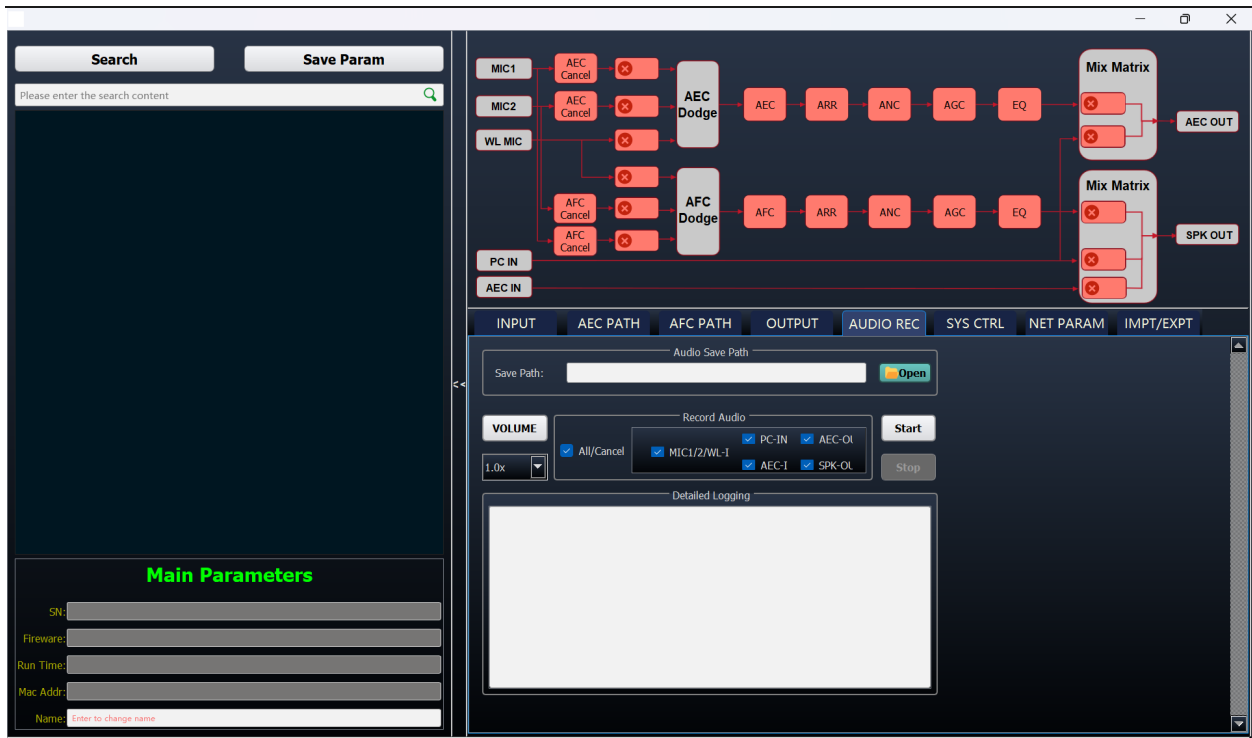 Search
Save Param
Please enter the search content
Main Parameters
SN:
Fireware:
Run Time:
Mac Addr:
Name:
Enter to change name
<<
MIC1
MIC2
WL MIC
PC IN
AEC IN
AEC
Cancel
AEC
Cancel
AFC
Cancel
AFC
Cancel
AEC
Dodge
AFC
Dodge
AEC
ARR
ANC
AGC
EQ
AFC
ARR
ANC
AGC
EQ
Mix Matrix
Mix Matrix
AEC OUT
SPK OUT
INPUT
AEC PATH
AFC PATH
OUTPUT
AUDIO REC
SYS CTRL
NET PARAM
IMPT/EXPT
Audio Save Path
Save Path:
Open
VOLUME
1.0x
Record Audio
All/Cancel
MIC1/2/WL-I
PC-IN
AEC-OU
AEC-I
SPK-OU
Start
Stop
Detailed Logging